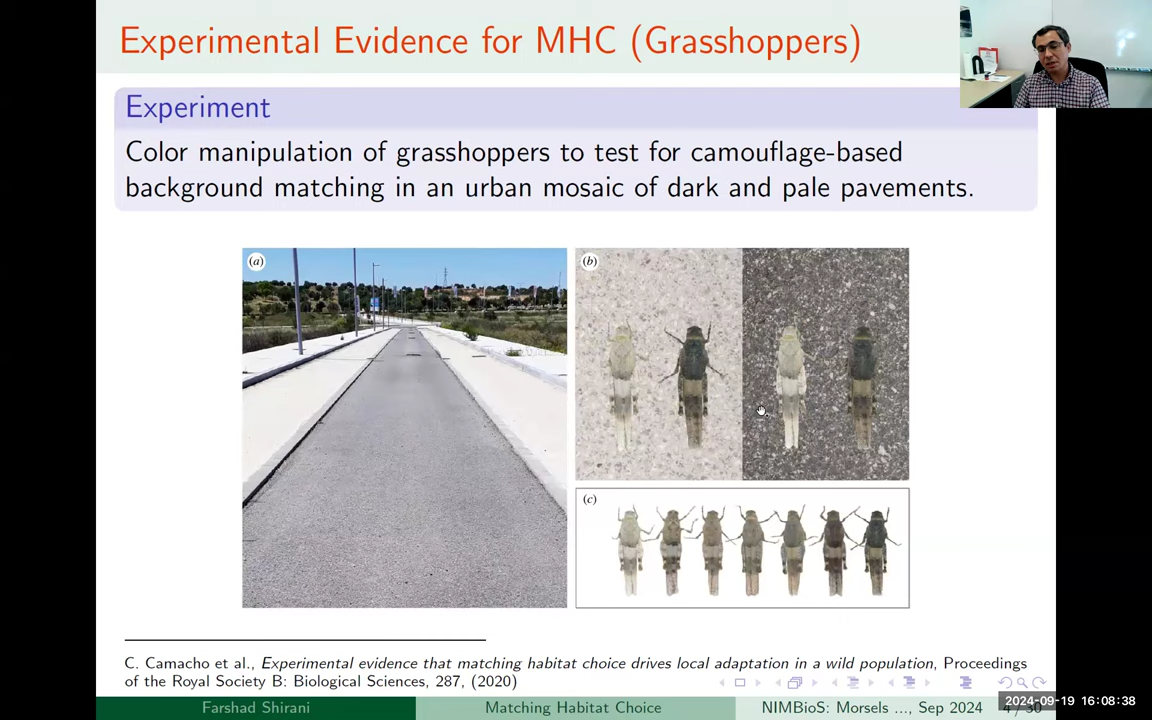 Experimental Evidence for MHC (Grasshoppers)
Experiment
Color manipulation of grasshoppers to test for camouflage-based
background matching in an urban mosaic of dark and pale pavements.
(a)
(b)
(c)
C. Camacho et al., Experimental evidence that matching habitat choice drives local adaptation in a wild population, Proceedings
of the Royal Society B: Biological Sciences, 287, (2020)
Farshad Shirani
Matching Habitat Choice
NIMBioS: Morsels ..., Sep 2024
2024-09-19 16:08:38